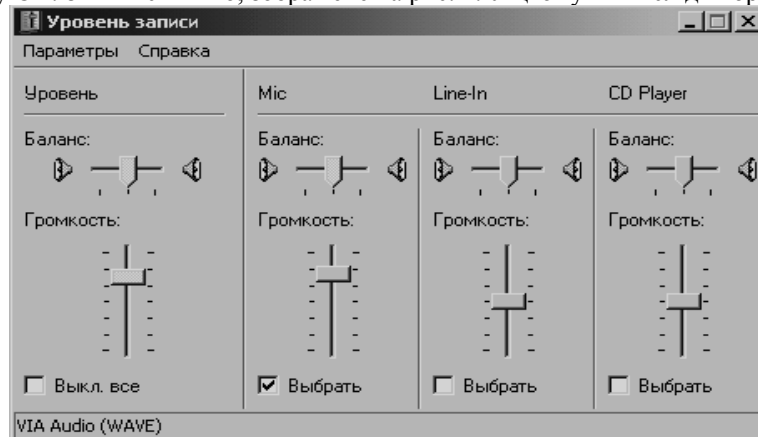 Уровень записи
Параметры Справка
Уровень Mic Line-In CD Player
Баланс: Баланс: Баланс: Баланс:
Громкость: Громкость: Громкость: Громкость:
Выкл. все Выбрать Выбрать Выбрать
VIA Audio (WAVE)